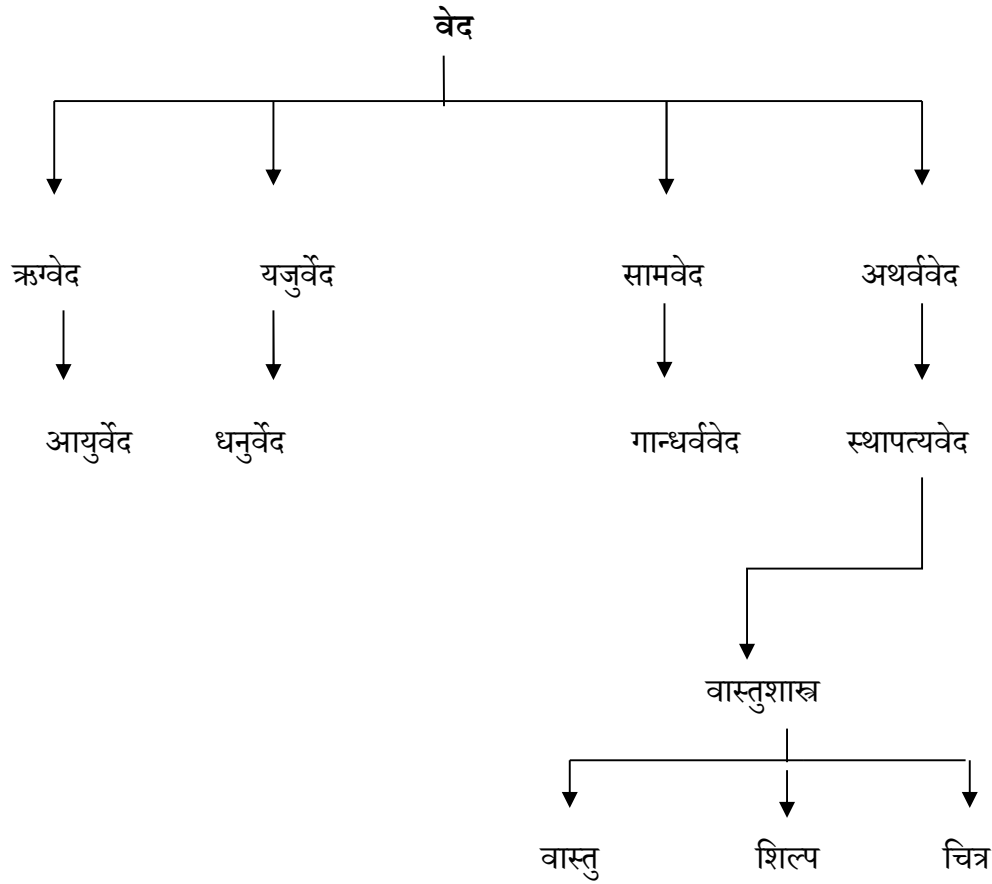 वेद
ऋग्वेद यजुर्वेद सामवेद अथर्ववेद
आयुर्वेद धनुर्वेद गान्धर्ववेद स्थापत्यवेद
वास्तुशास्त्र
वास्तु शिल्प चित्र